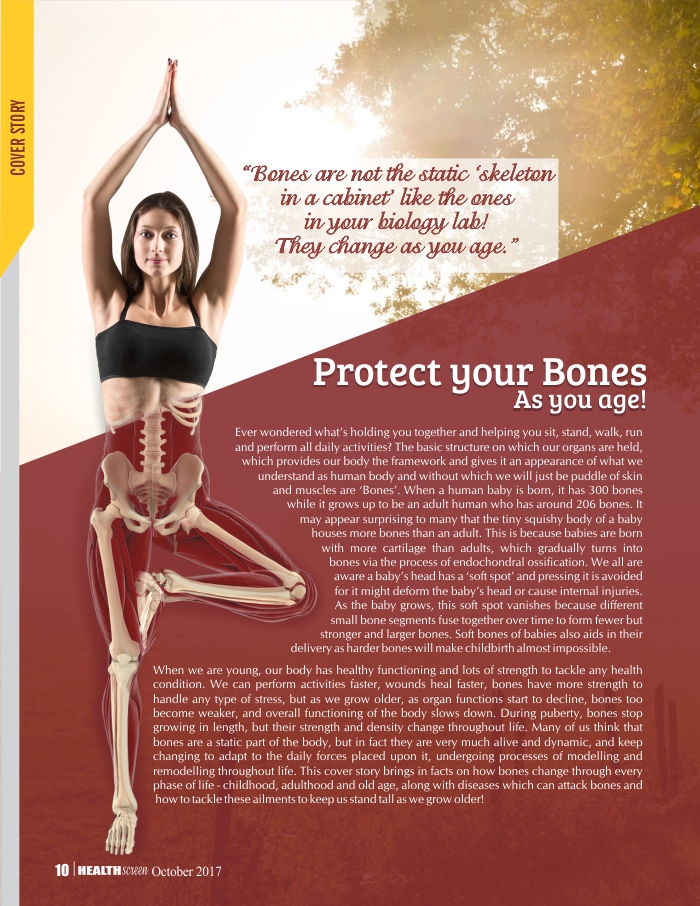 COVER STORY
“Bones are not the static ‘skeleton
in a cabinet’ like the ones
in your biology lab!
They change as you age.”
Protect your Bones
As you age!
Ever wondered what’s holding you together and helping you sit, stand, walk, run
and perform all daily activities? The basic structure on which our organs are held,
which provides our body the framework and gives it an appearance of what we
understand as human body and without which we will just be puddle of skin
and muscles are ‘Bones’. When a human baby is born, it has 300 bones
while it grows up to be an adult human who has around 206 bones. It
may appear surprising to many that the tiny squishy body of a baby
houses more bones than an adult. This is because babies are born
with more cartilage than adults, which gradually turns into
bones via the process of endochondral ossification. We all are
aware a baby’s head has a ‘soft spot’ and pressing it is avoided
for it might deform the baby’s head or cause internal injuries.
As the baby grows, this soft spot vanishes because different
small bone segments fuse together over time to form fewer but
stronger and larger bones. Soft bones of babies also aids in their
delivery as harder bones will make childbirth almost impossible.
When we are young, our body has healthy functioning and lots of strength to tackle any health
condition. We can perform activities faster, wounds heal faster, bones have more strength to
handle any type of stress, but as we grow older, as organ functions start to decline, bones too
become weaker, and overall functioning of the body slows down. During puberty, bones stop
growing in length, but their strength and density change throughout life. Many of us think that
bones are a static part of the body, but in fact they are very much alive and dynamic, and keep
changing to adapt to the daily forces placed upon it, undergoing processes of modelling and
remodelling throughout life. This cover story brings in facts on how bones change through every
phase of life - childhood, adulthood and old age, along with diseases which can attack bones and
how to tackle these ailments to keep us stand tall as we grow older!
10 | HEALTHscreen October 2017